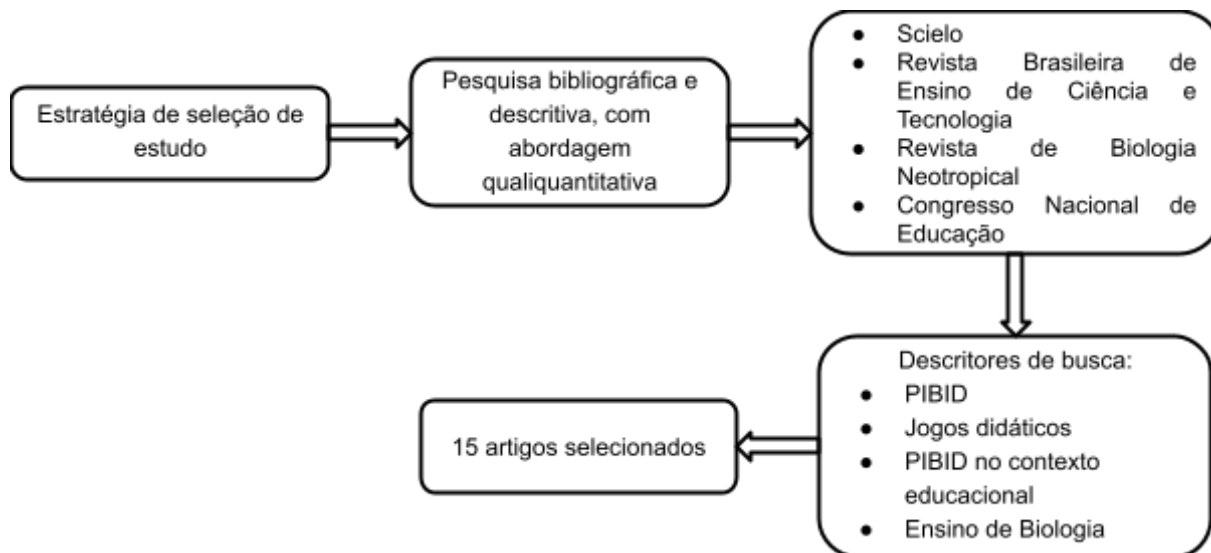 Estratégia de seleção de
estudo
Pesquisa bibliográfica e
descritiva, com
abordagem
qualiquantitativa
● Scielo
● Revista Brasileira de
Ensino de Ciência e
Tecnologia
● Revista de Biologia
Neotropical
● Congresso Nacional de
Educação
Descritores de busca:
● PIBID
● Jogos didáticos
● PIBID no contexto
educacional
● Ensino de Biologia
15 artigos selecionados